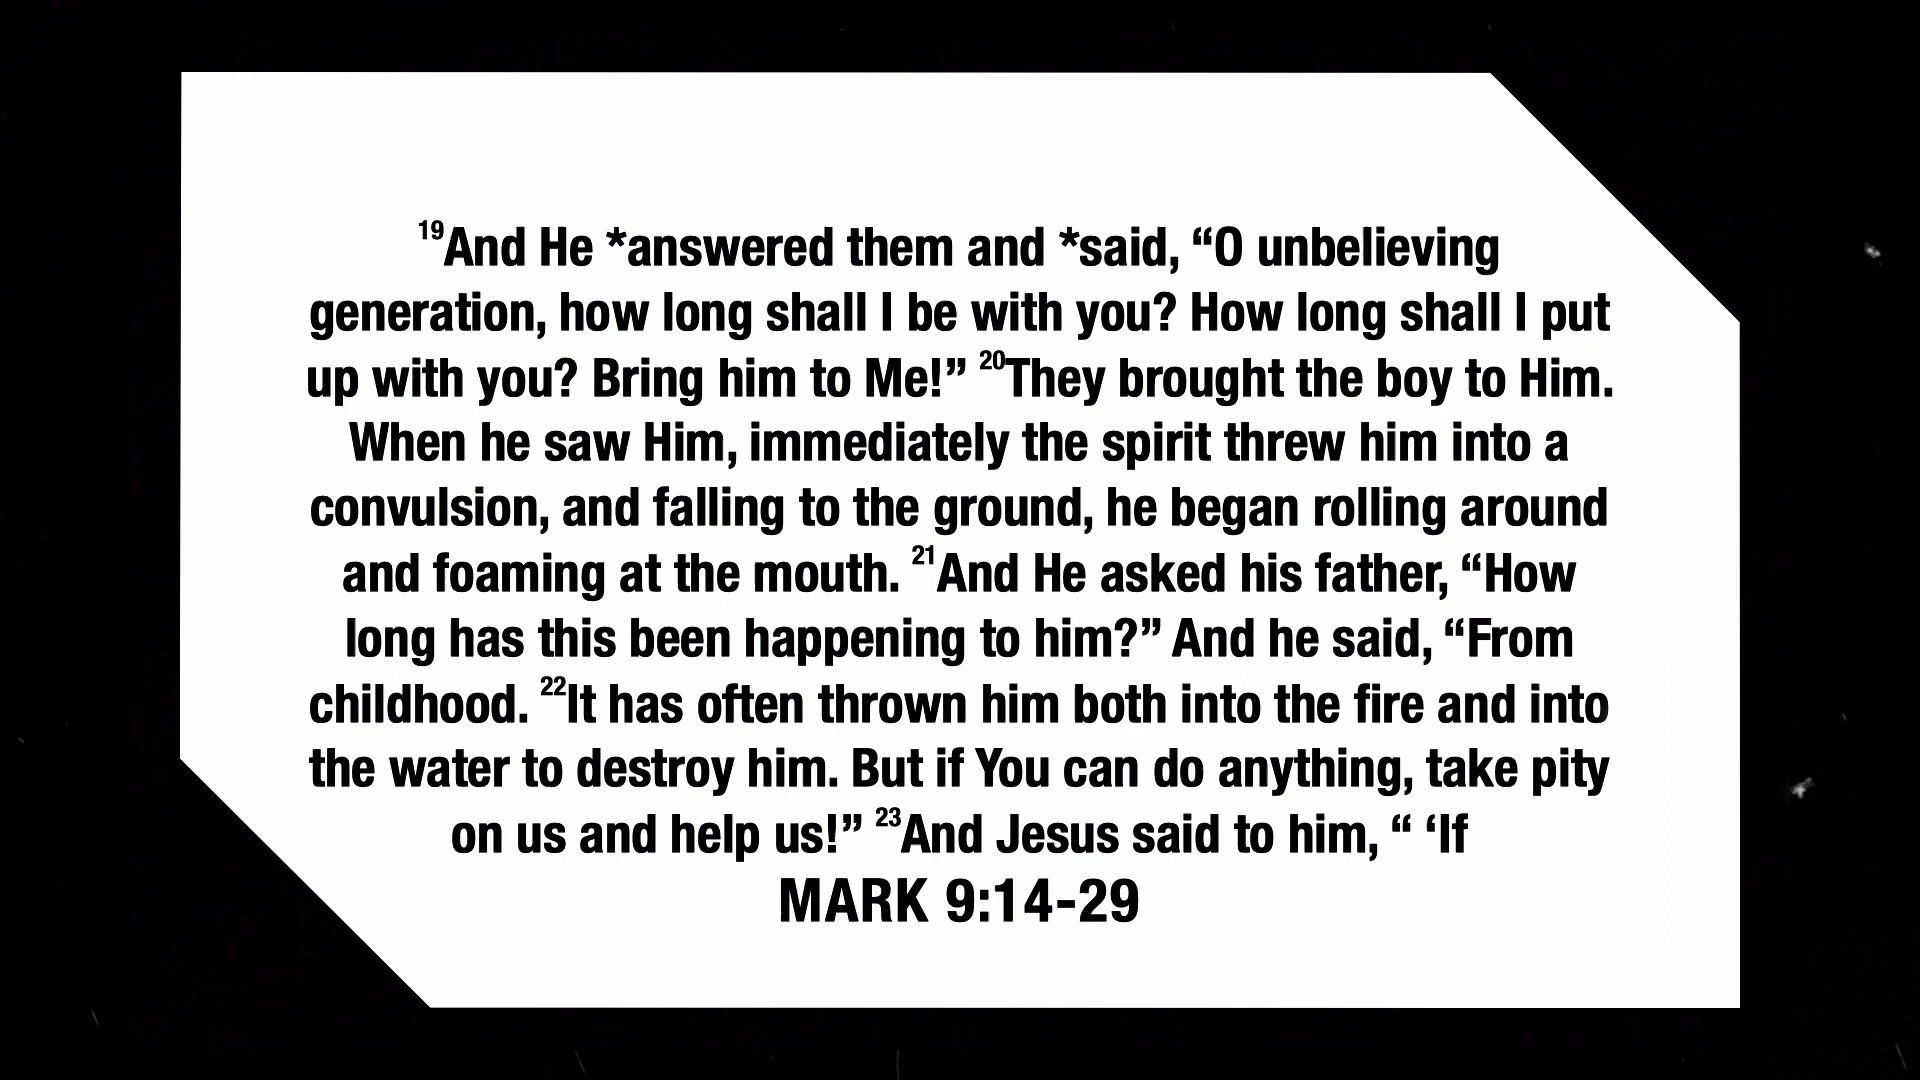 19And He *answered them and *said, “O unbelieving
generation, how long shall I be with you? How long shall I put
up with you? Bring him to Me!” 20They brought the boy to Him.
When he saw Him, immediately the spirit threw him into a
convulsion, and falling to the ground, he began rolling around
and foaming at the mouth. 21And He asked his father, “How
long has this been happening to him?” And he said, “From
childhood. 22It has often thrown him both into the fire and into
the water to destroy him. But if You can do anything, take pity
on us and help us!” 23And Jesus said to him, “ ‘If
MARK 9:14-29